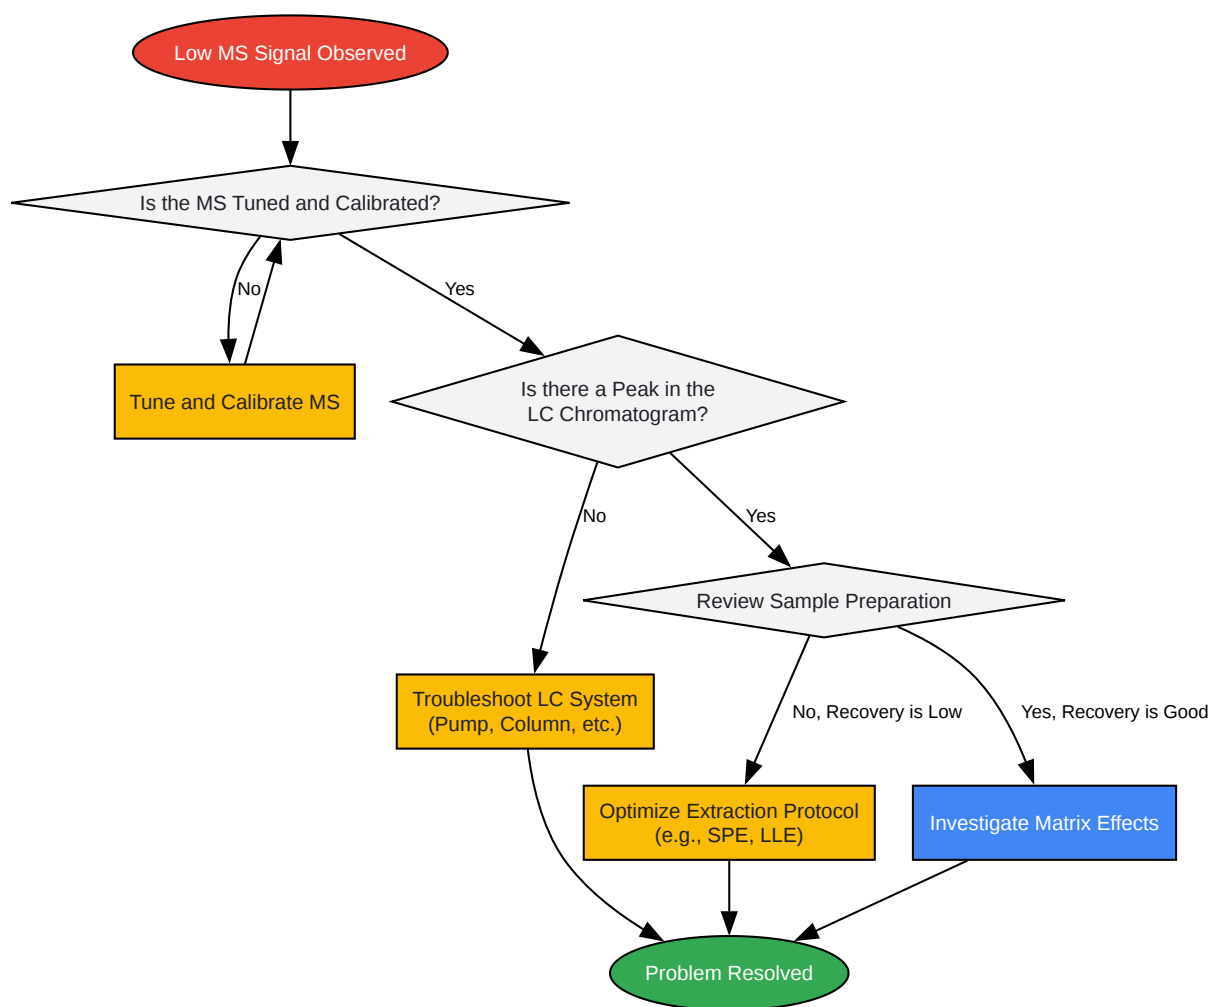 Low MS Signal Observed
Is the MS Tuned and Calibrated?
No
Yes
Tune and Calibrate MS
Is there a Peak in the
LC Chromatogram?
No
Yes
Review Sample Preparation
Troubleshoot LC System
(Pump, Column, etc.)
No, Recovery is Low
Yes, Recovery is Good
Optimize Extraction Protocol
(e.g., SPE, LLE)
Investigate Matrix Effects
Problem Resolved